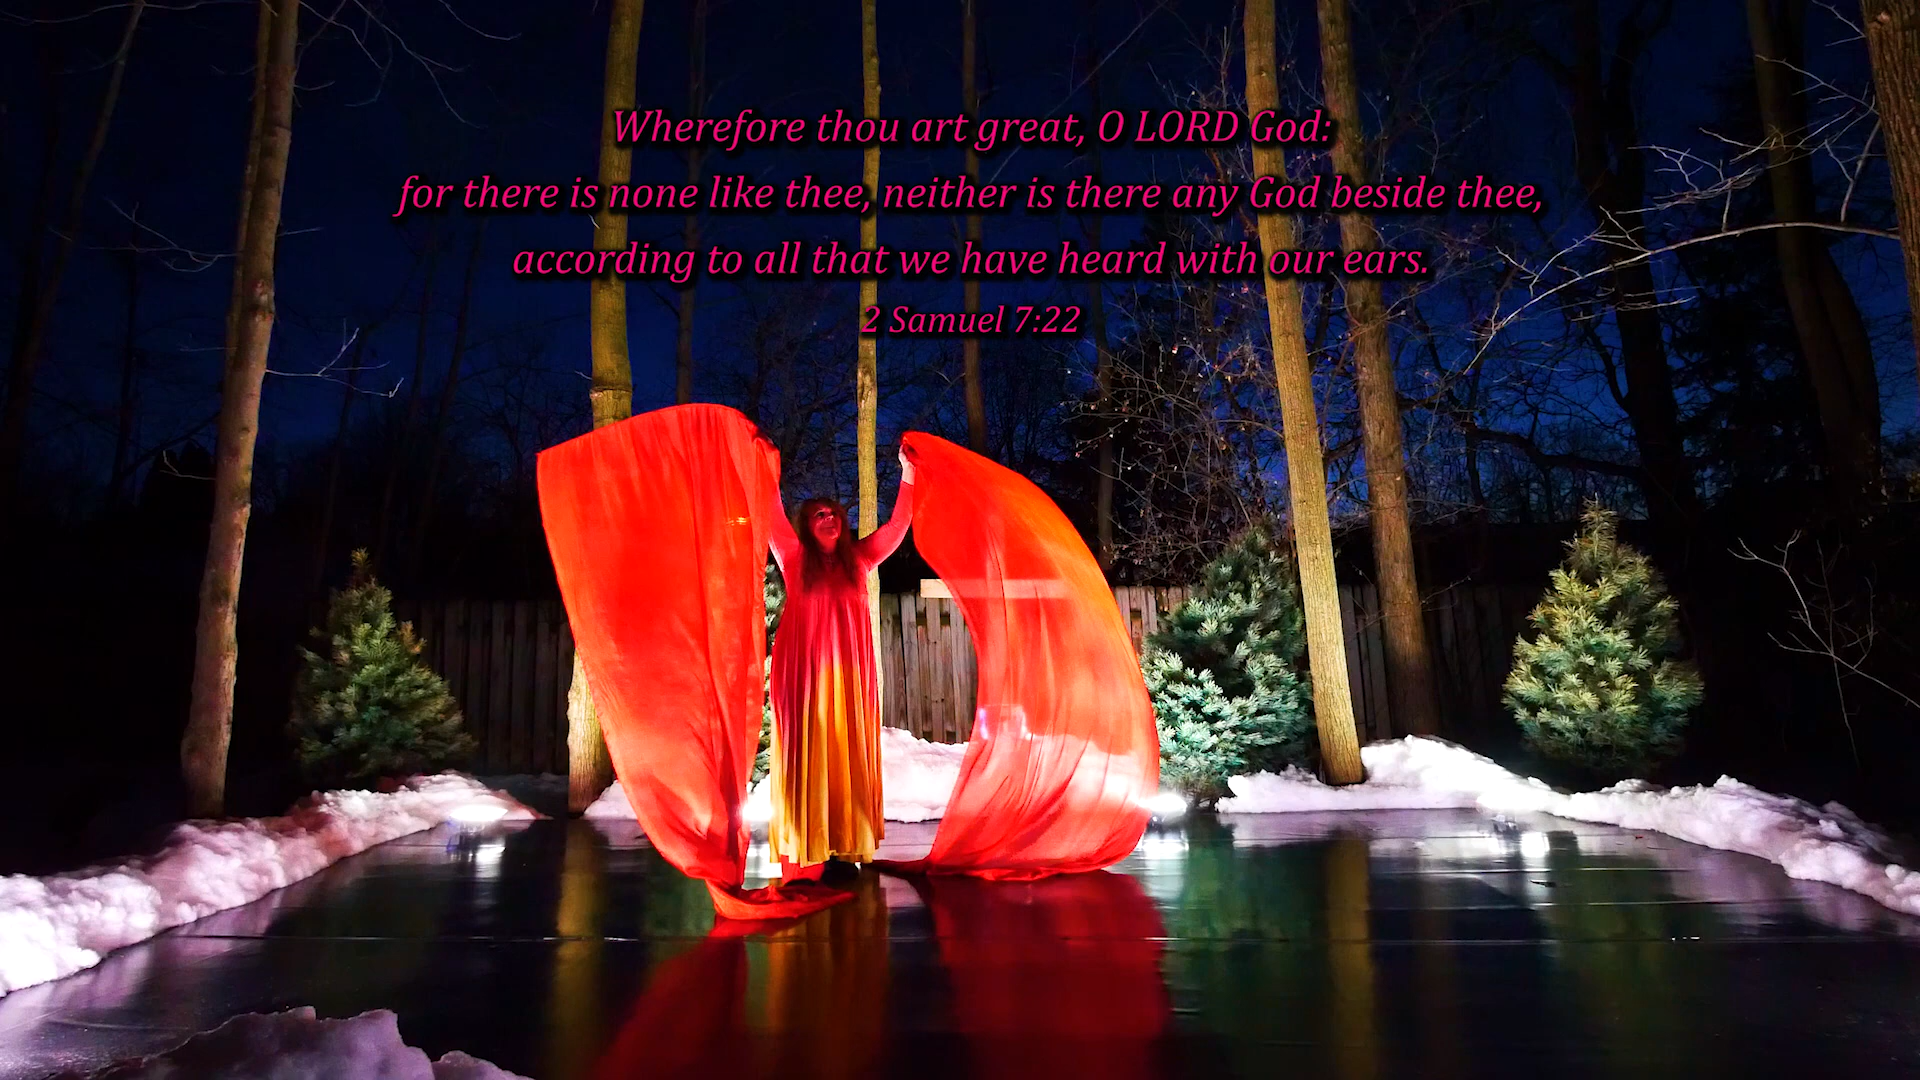 Wherefore thou art great, O LORD God:
for there is none like thee, neither is there any God beside thee,
according to all that we have heard with our ears.
2 Samuel 7:22